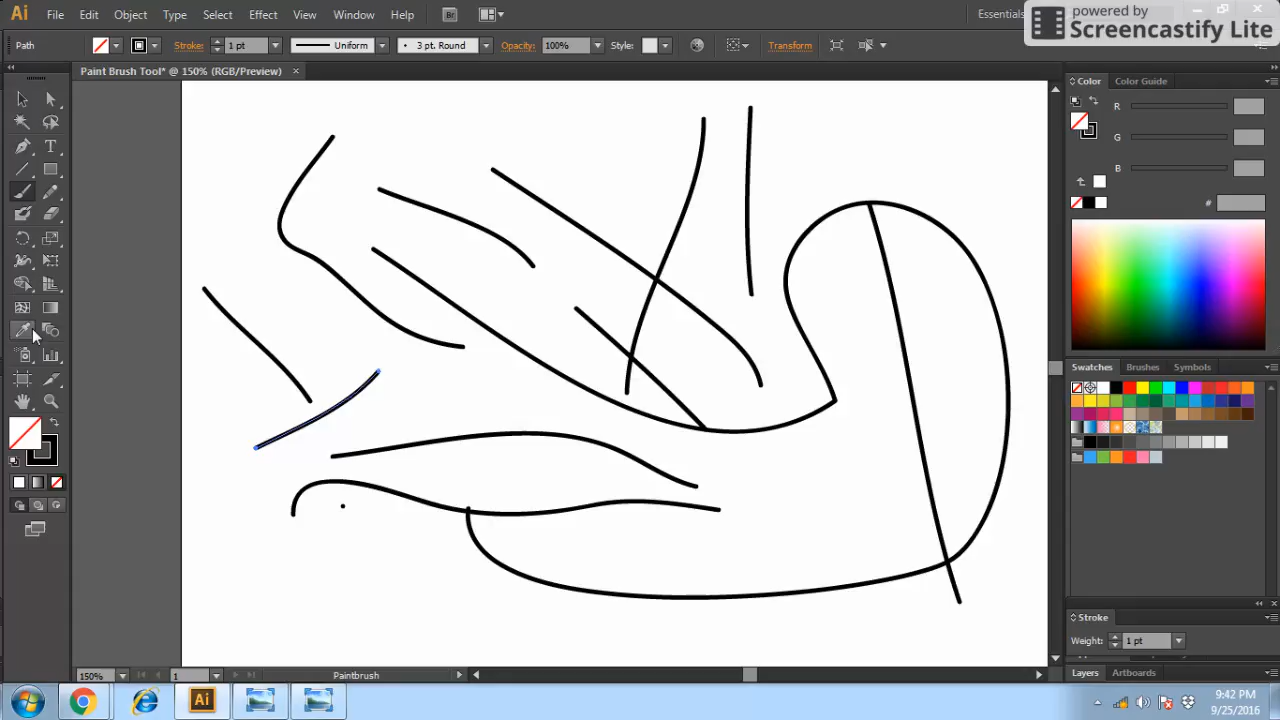 Ai File Edit Object Type Select Effect View Window Help Br Essentials
powered by
Screencastify Lite
Path Stroke: 1 pt Uniform 3 pt. Round Opacity: 100% Style: Transform
Paint Brush Tool* @ 150% (RGB/Preview)
Color Color Guide
R
G
B
#
Swatches Brushes Symbols
Stroke
Weight: 1 pt
Layers Artboards
150% 1 Paintbrush
Ai
9:42 PM
9/25/2016